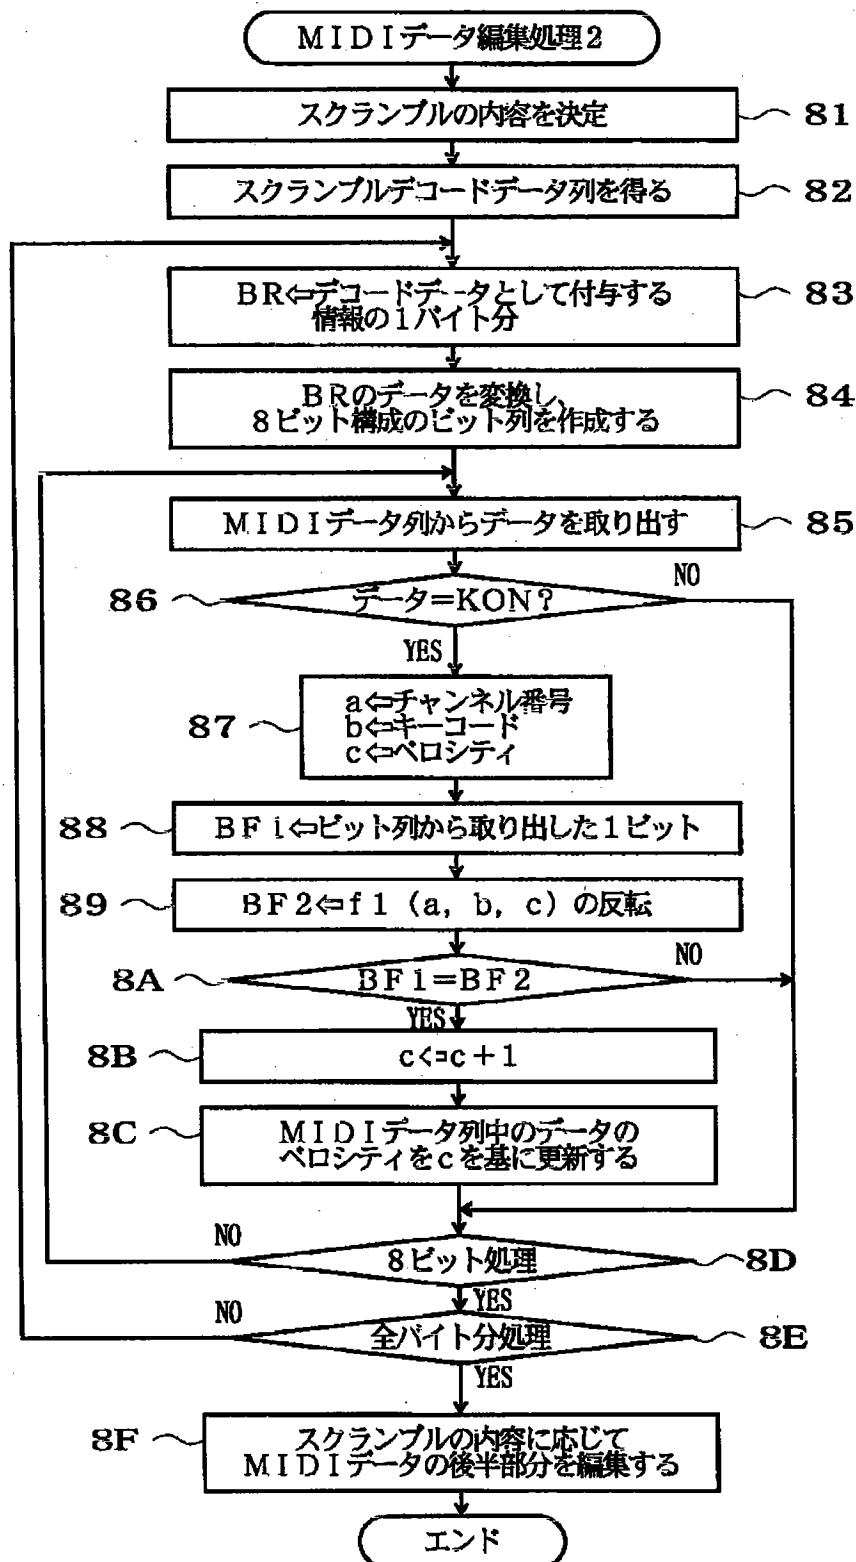 MIDIデータ編集処理2
スクランブルの内容を決定
81
スクランブルデコードデータ列を得る
82
BR⇦デコードデータとして付与する
情報の1バイト分
83
BRのデータを変換し、
8ビット構成のビット列を作成する
84
MIDIデータ列からデータを取り出す
85
86
データ=KON?
NO
YES
87
a⇦チャンネル番号
b⇦キーコード
c⇦ベロシティ
88
BFi⇦ビット列から取り出した1ビット
89
BF2⇦f1 (a, b, c) の反転
8A
BF1=BF2
NO
YES
8B
c⇦c+1
8C
MIDIデータ列中のデータの
ベロシティをcを基に更新する
NO
8ビット処理
8D
YES
NO
全バイト分処理
8E
YES
8F
スクランブルの内容に応じて
MIDIデータの後半部分を編集する
エンド